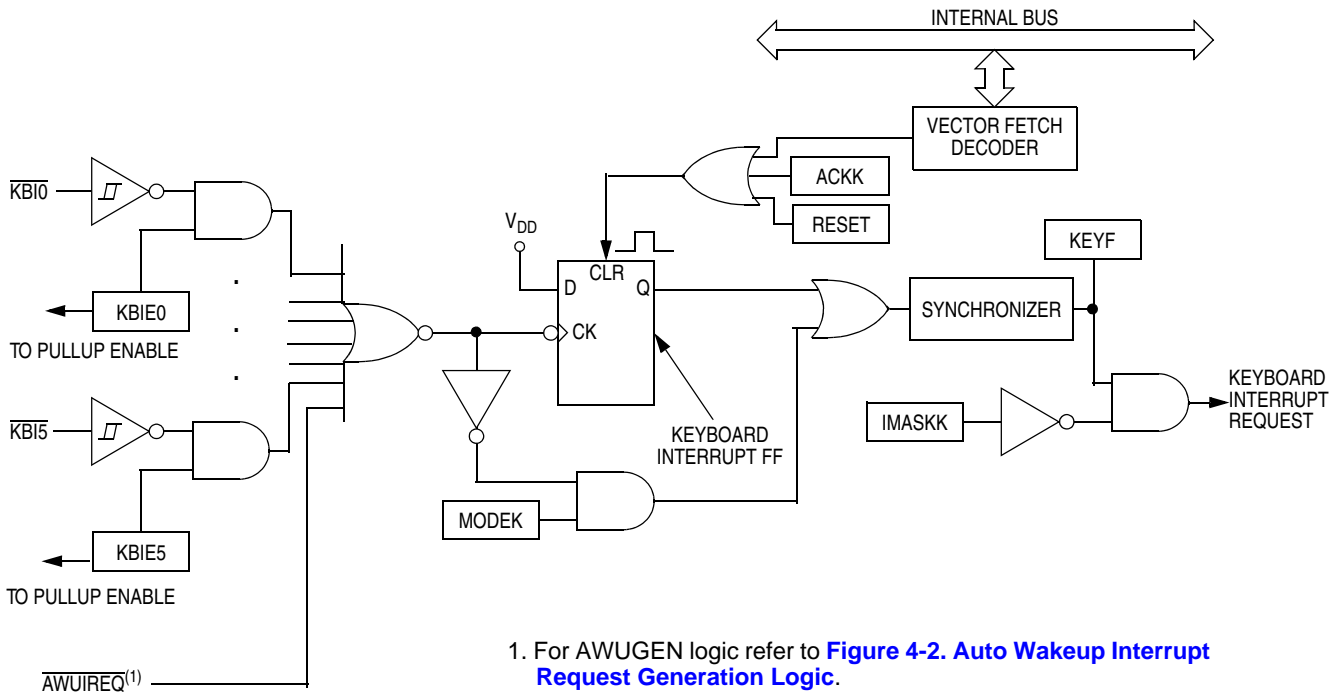 INTERNAL BUS
VECTOR FETCH
DECODER
ACKK
RESET
KBI0
V_DD
KEYF
CLR
D
Q
CK
KBIE0
TO PULLUP ENABLE
SYNCHRONIZER
KBI5
KEYBOARD
INTERRUPT FF
IMASKK
KEYBOARD
INTERRUPT
REQUEST
MODEK
KBIE5
TO PULLUP ENABLE
AWUIREQ(1)
1. For AWUGEN logic refer to Figure 4-2. Auto Wakeup Interrupt
Request Generation Logic.